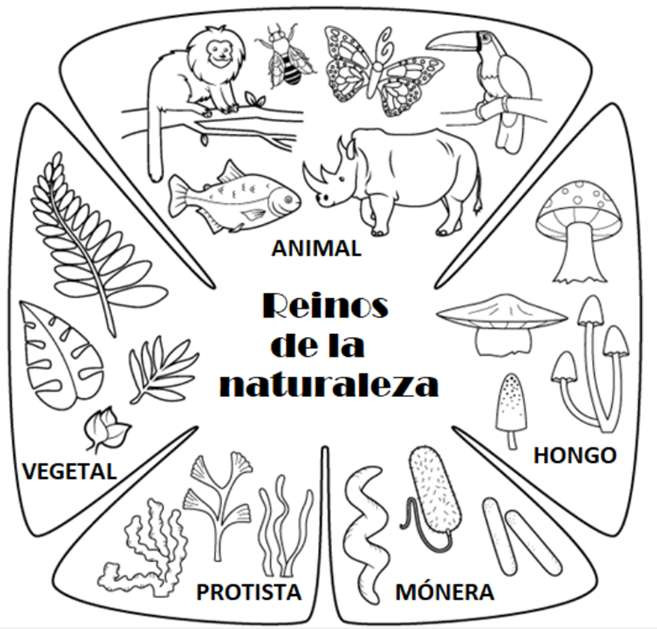 ANIMAL
Reinos
de la
naturaleza
HONGO
VEGETAL
PROTISTA
MÓNERA